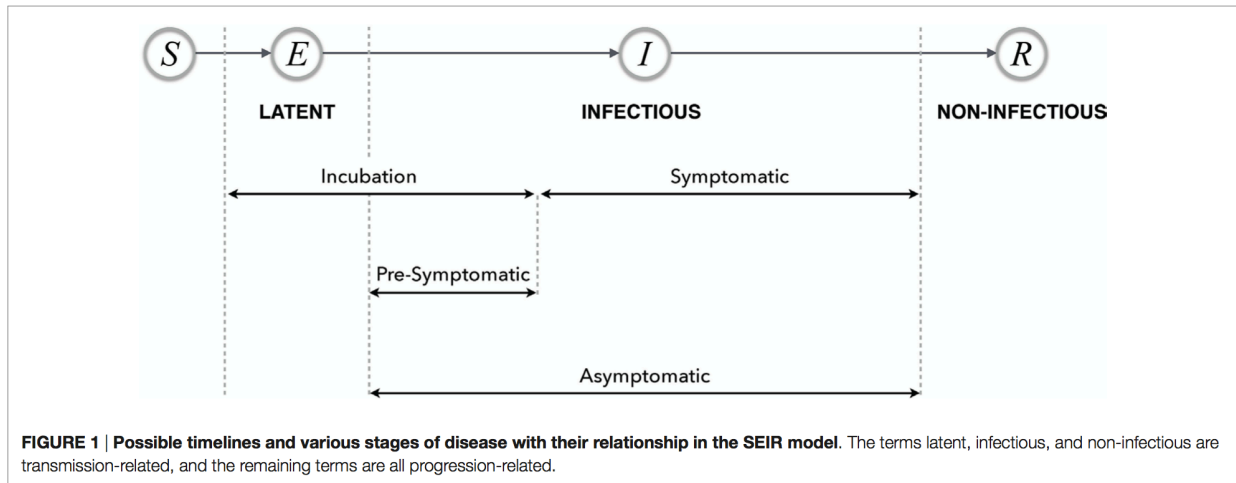 S E I R
LATENT INFECTIOUS NON-INFECTIOUS
Incubation Symptomatic
Pre-Symptomatic
Asymptomatic
FIGURE 1 | Possible timelines and various stages of disease with their relationship in the SEIR model. The terms latent, infectious, and non-infectious are
transmission-related, and the remaining terms are all progression-related.